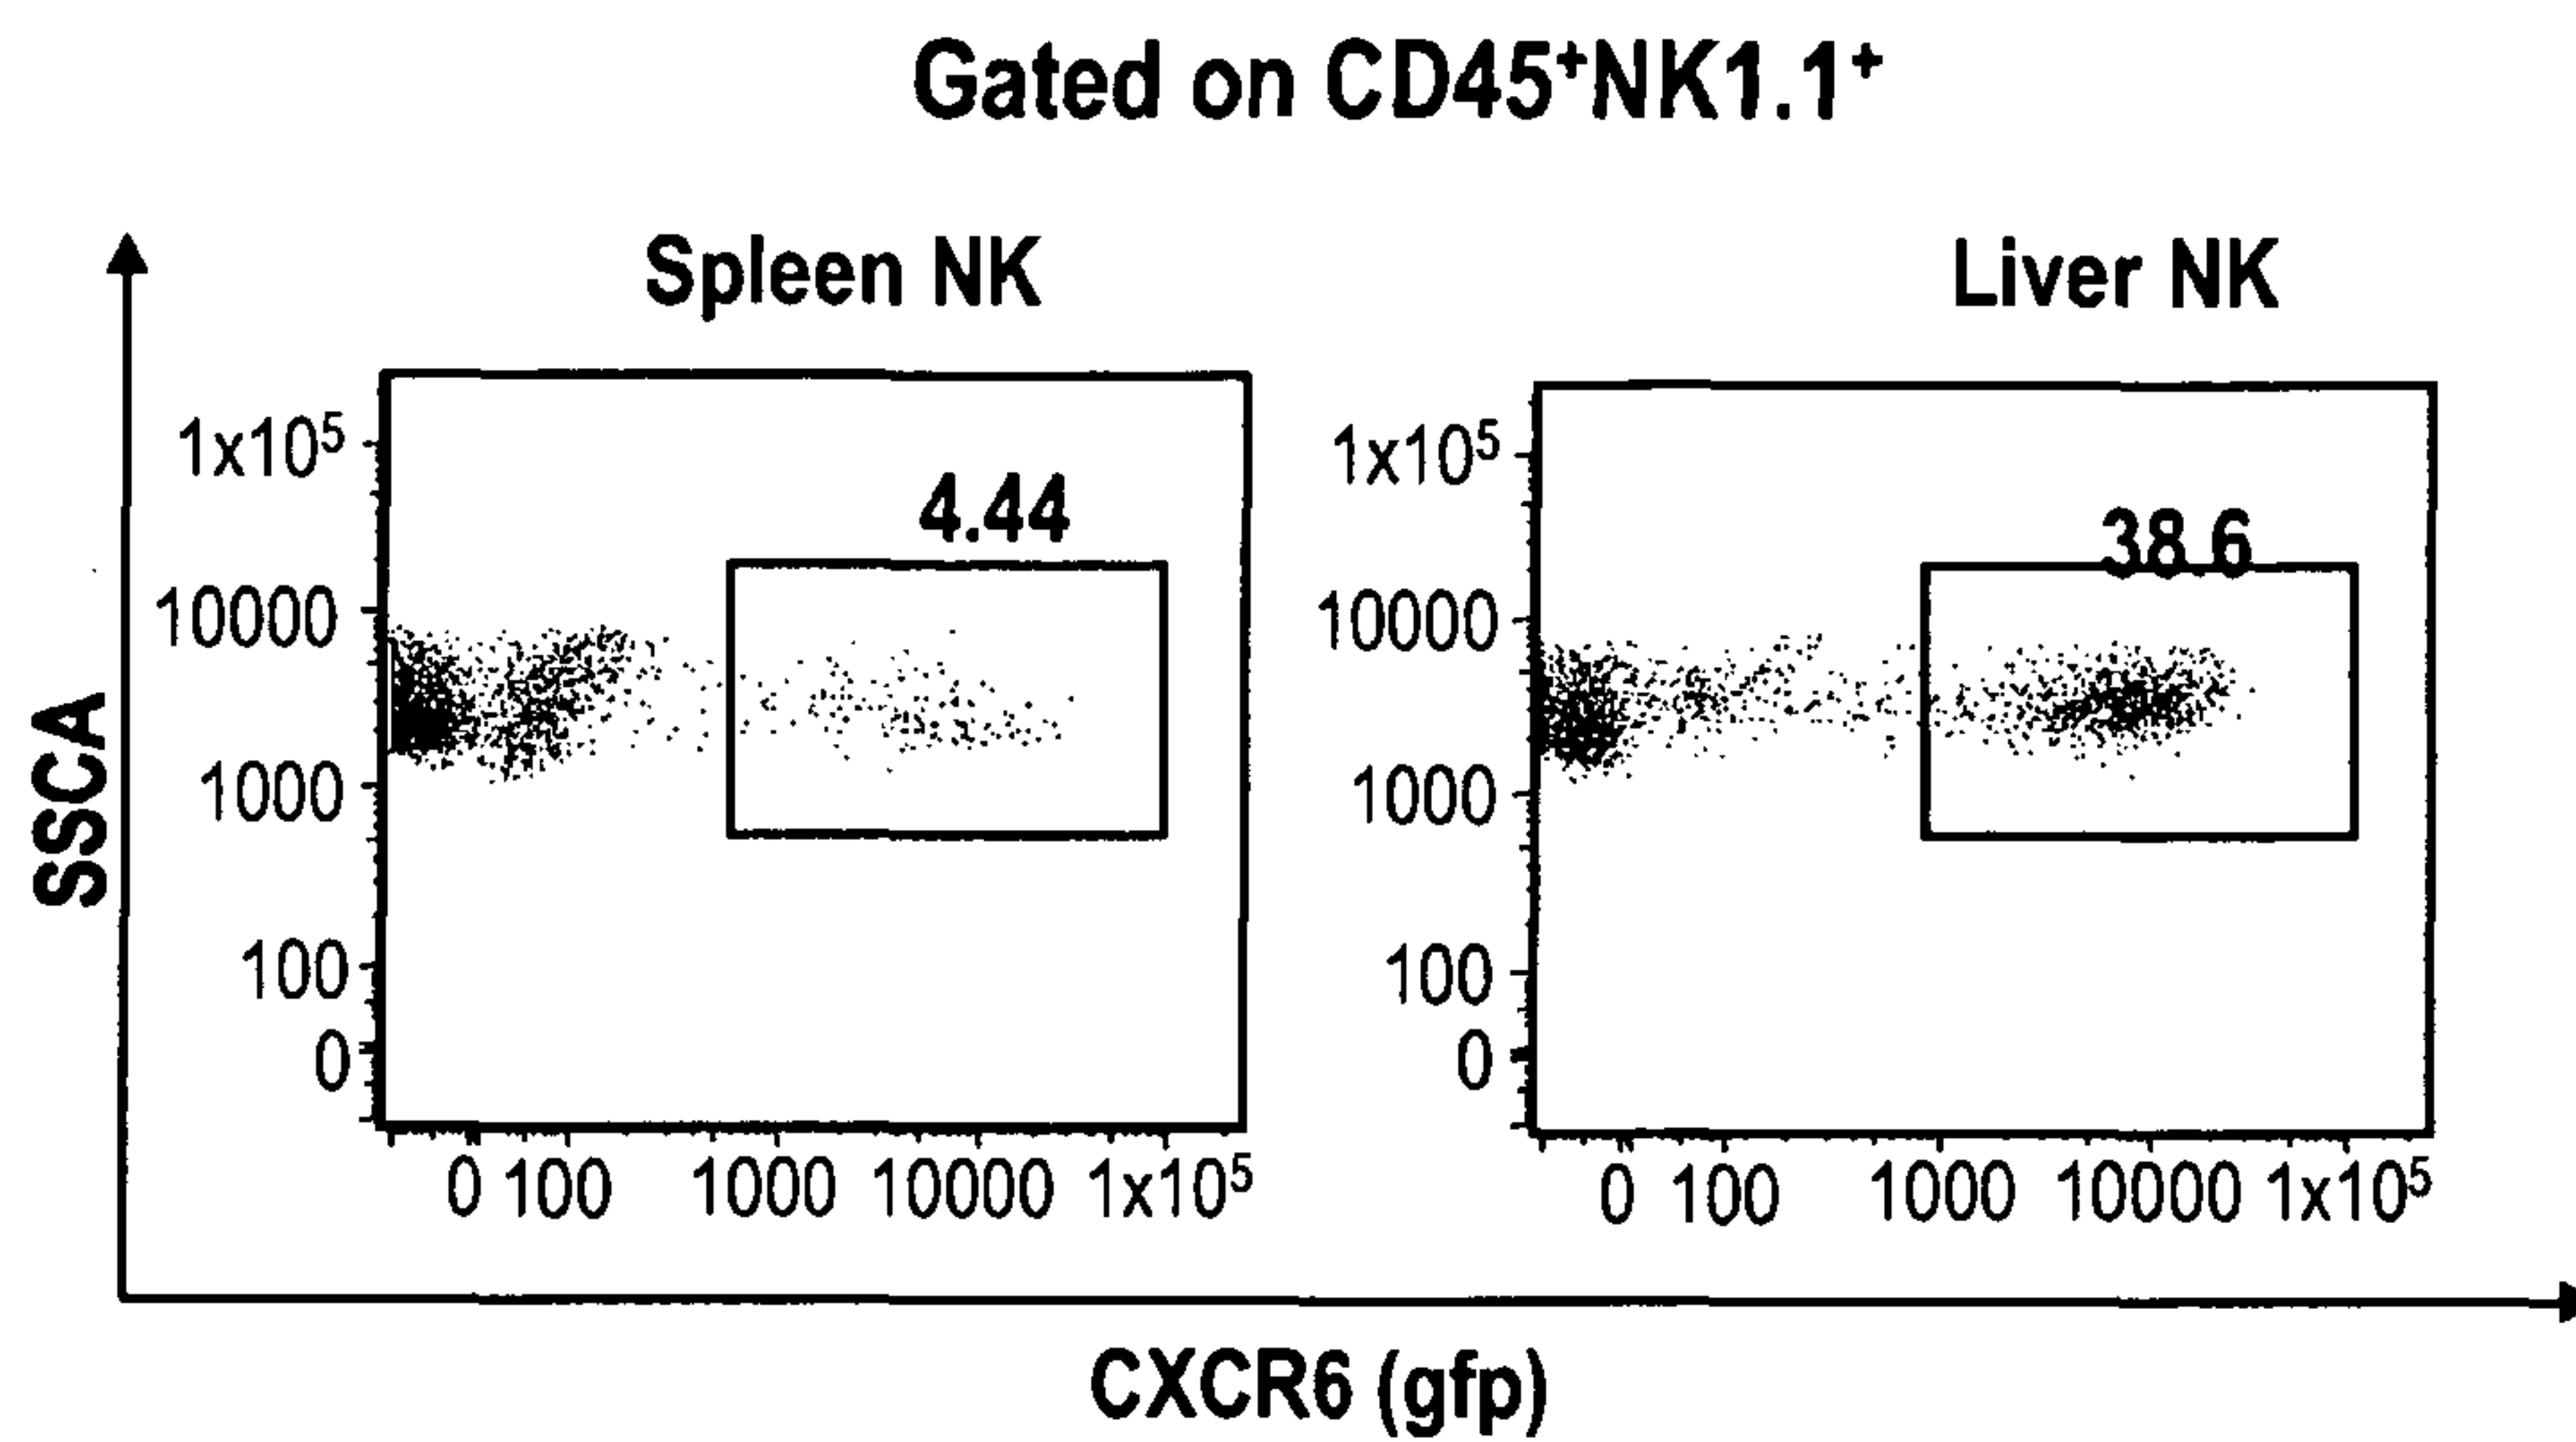 Gated on CD45⁺NK1.1⁺
Spleen NK
Liver NK
SSCA
1x10⁵
10000
1000
100
0
4.44
0 100 1000 10000 1x10⁵
1x10⁵
10000
1000
100
0
38.6
0 100 1000 10000 1x10⁵
CXCR6 (gfp)